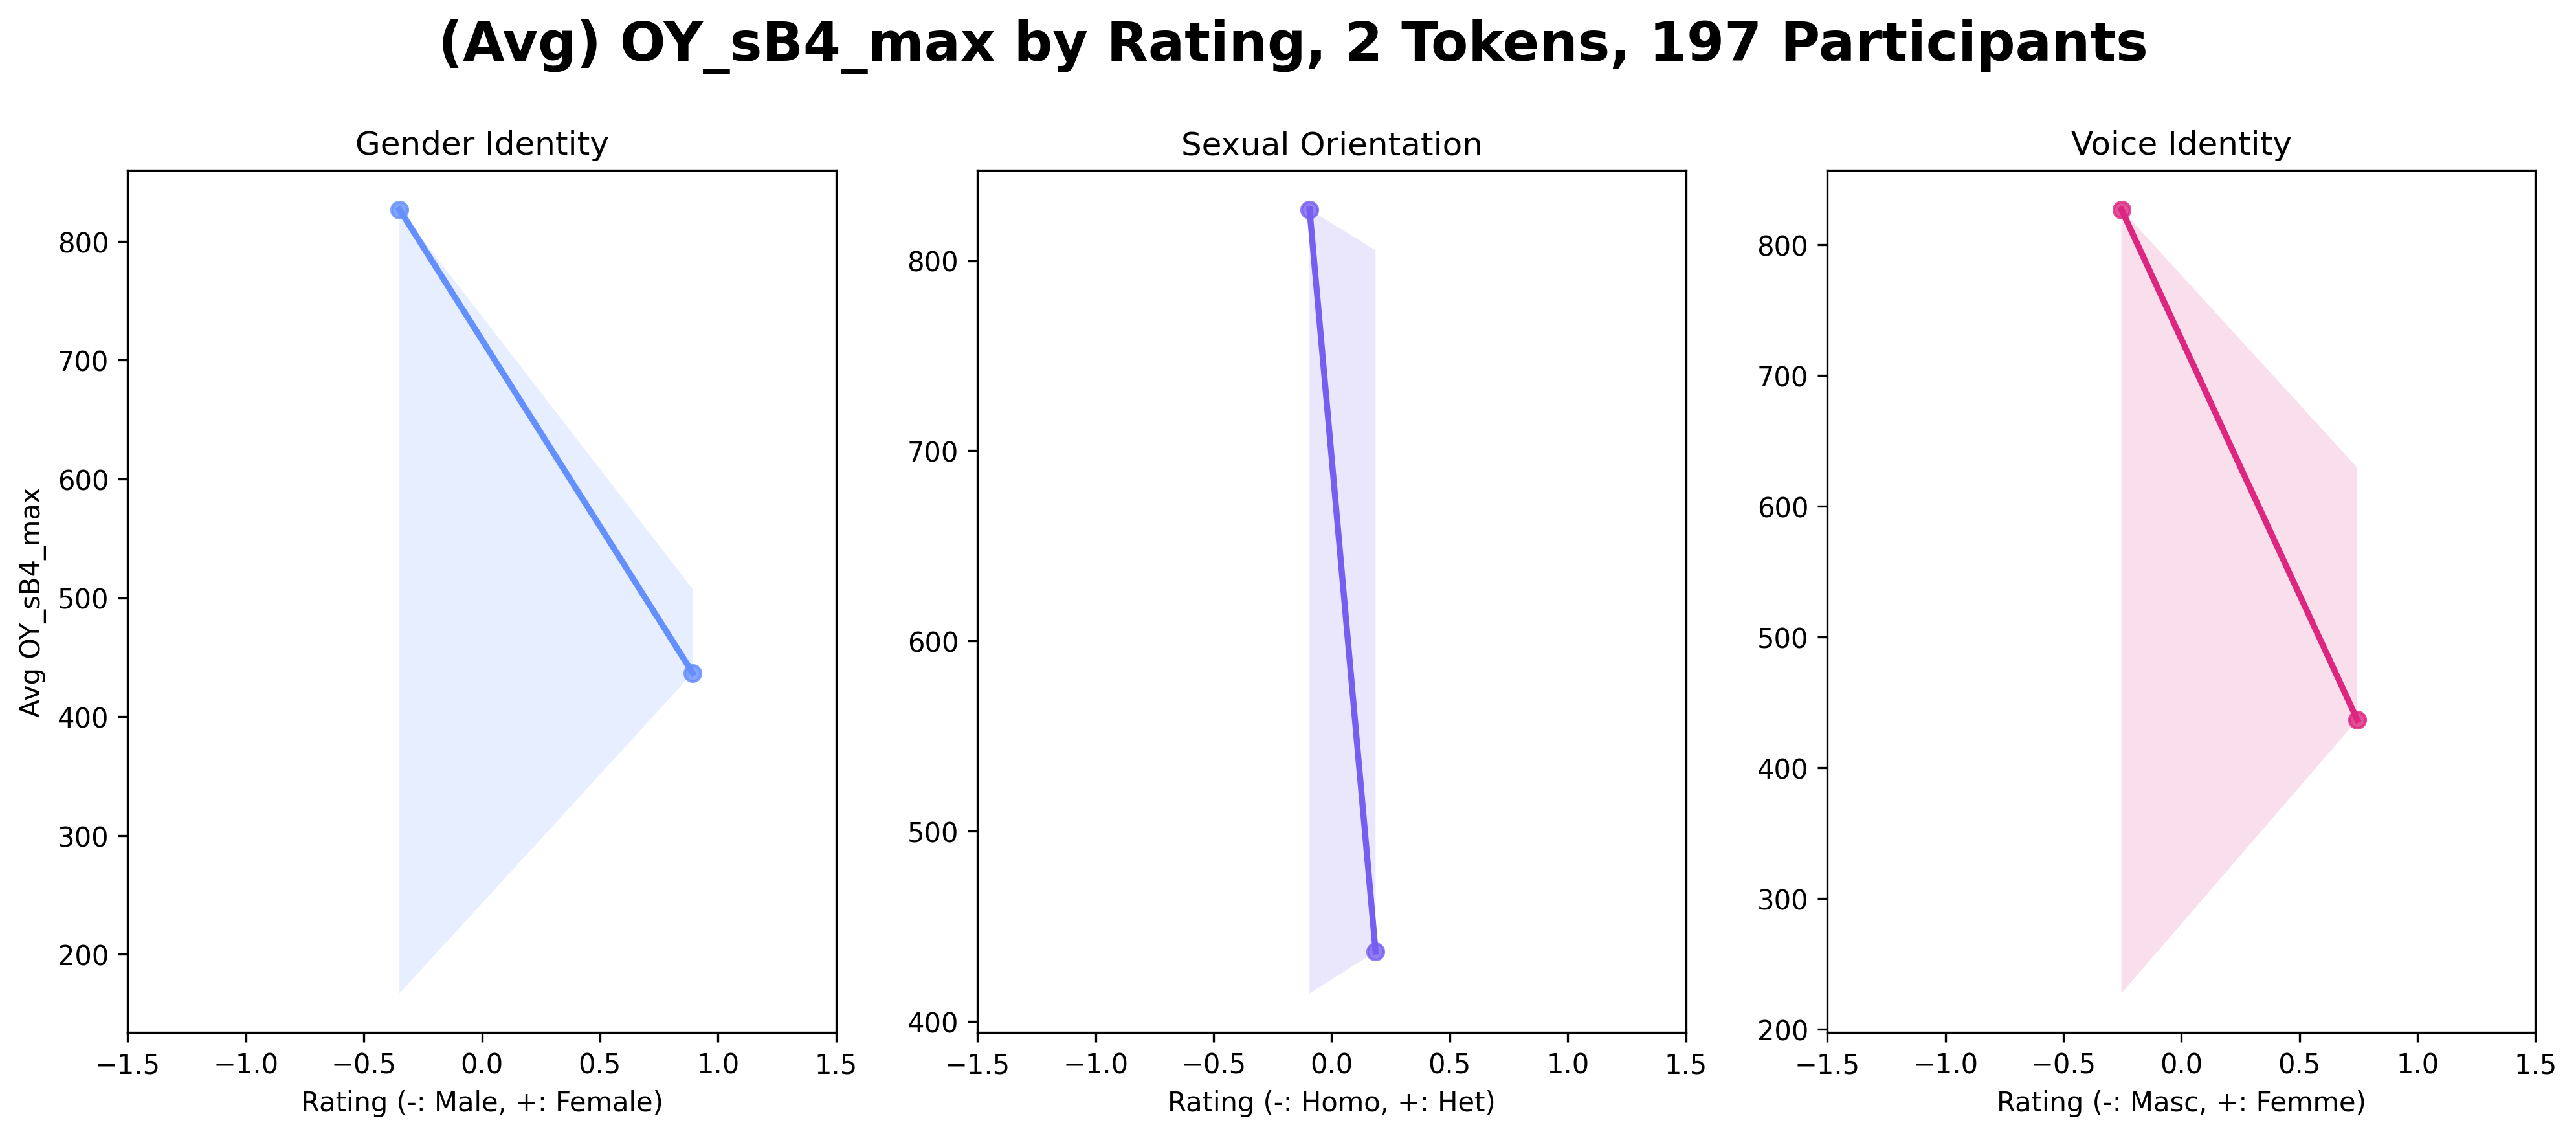 (Avg) OY_sB4_max by Rating, 2 Tokens, 197 Participants
Gender Identity
Avg OY_sB4_max
800
700
600
500
400
300
200
−1.5 −1.0 −0.5 0.0 0.5 1.0 1.5
Rating (-: Male, +: Female)
Sexual Orientation
800
700
600
500
400
−1.5 −1.0 −0.5 0.0 0.5 1.0 1.5
Rating (-: Homo, +: Het)
Voice Identity
800
700
600
500
400
300
200
−1.5 −1.0 −0.5 0.0 0.5 1.0 1.5
Rating (-: Masc, +: Femme)